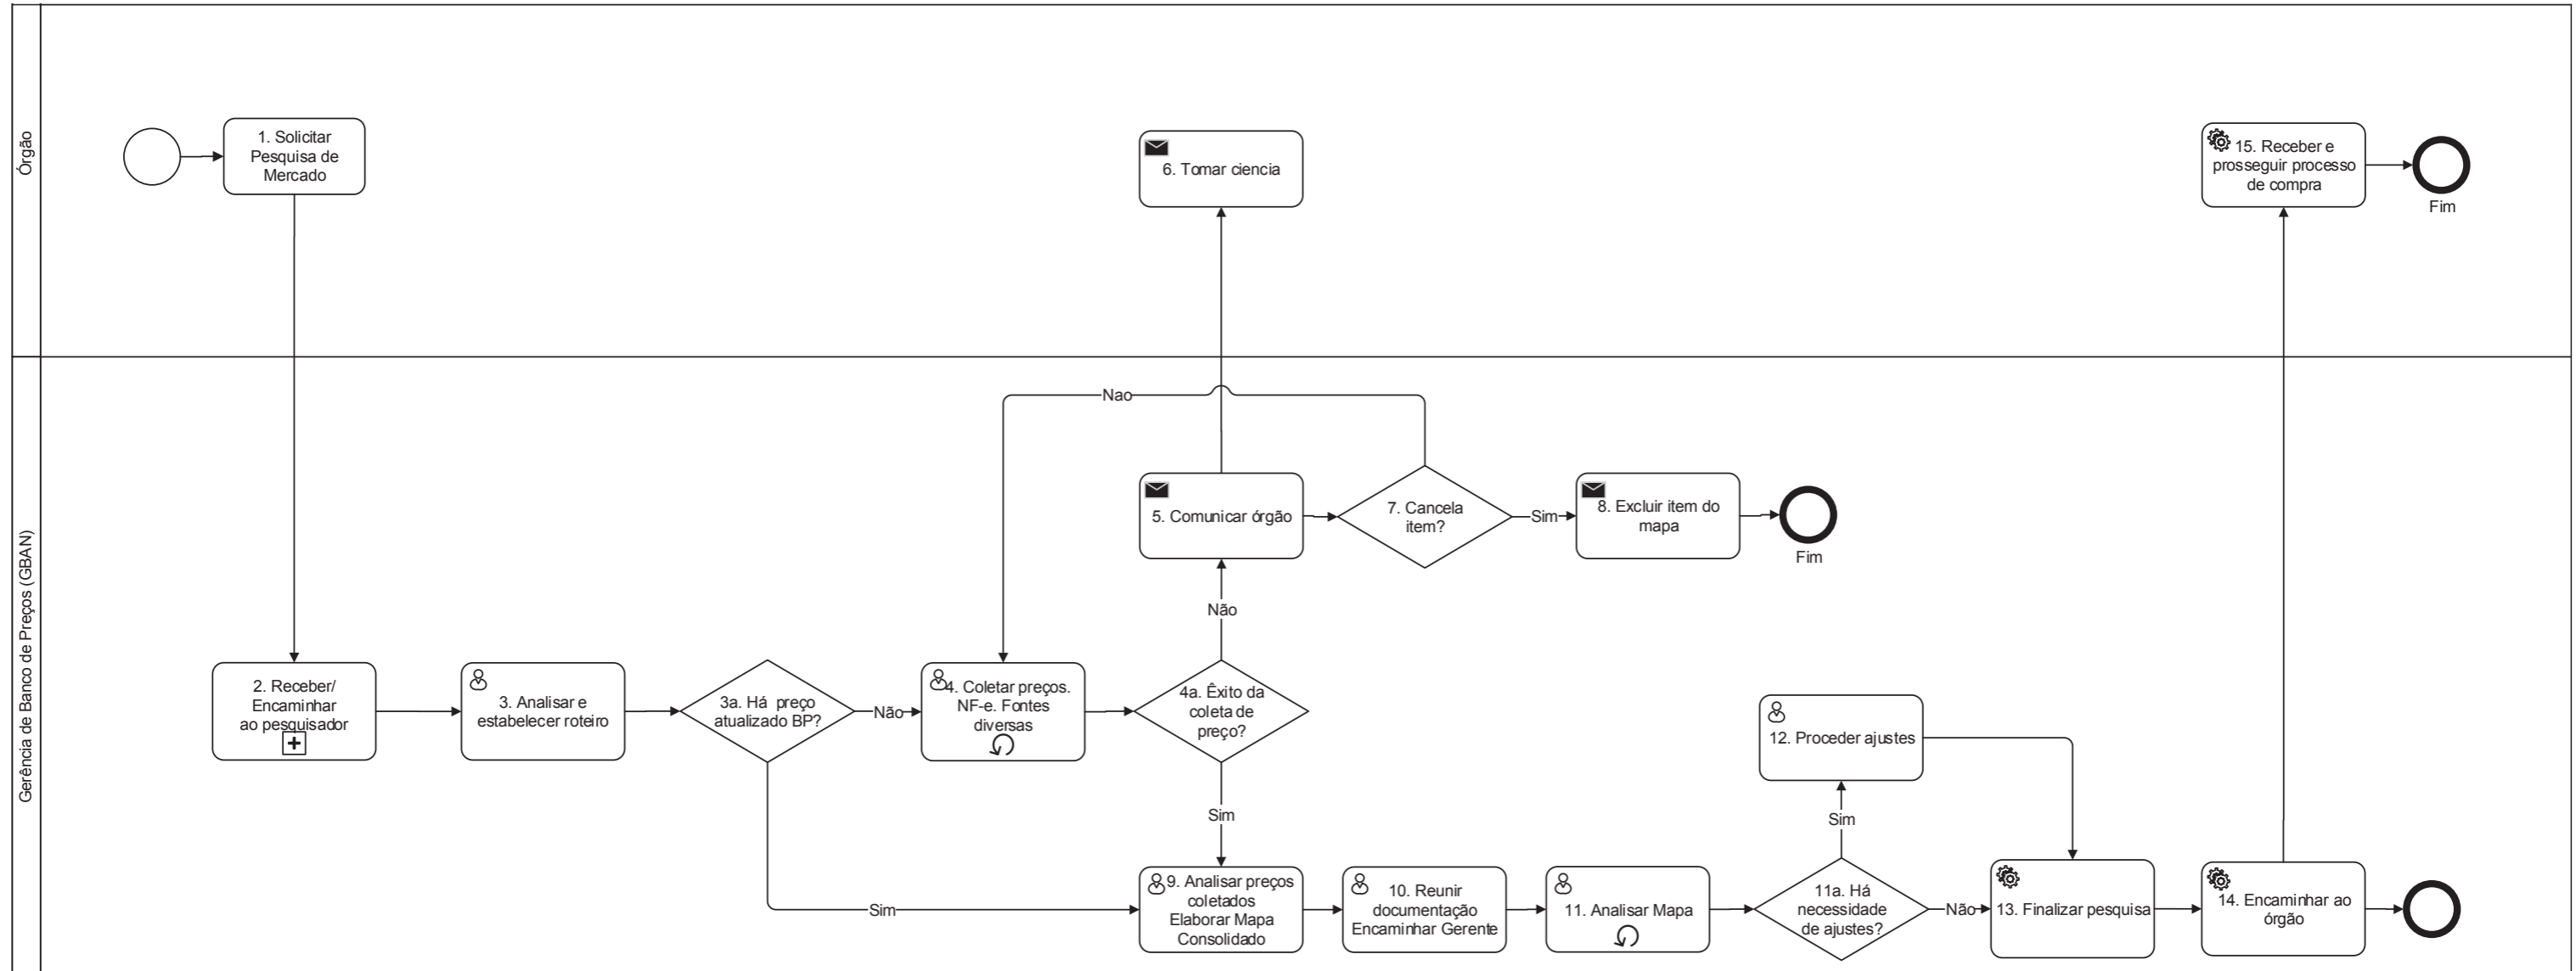 Órgão
1. Solicitar
Pesquisa de
Mercado
6. Tomar ciencia
15. Receber e
prosseguir processo
de compra
Fim
Gerência de Banco de Preços (GBAN)
Nao
5. Comunicar órgão
7. Cancela
item?
Sim
8. Excluir item do
mapa
Fim
Não
2. Receber/
Encaminhar
ao pesquisador
3. Analisar e
estabelecer roteiro
3a. Há preço
atualizado BP?
Não
4. Coletar preços.
NF-e. Fontes
diversas
4a. Êxito da
coleta de
preço?
12. Proceder ajustes
Sim
Sim
Sim
9. Analisar preços
coletados
Elaborar Mapa
Consolidado
10. Reunir
documentação
Encaminhar Gerente
11. Analisar Mapa
11a. Há
necessidade
de ajustes?
Não
13. Finalizar pesquisa
14. Encaminhar ao
órgão